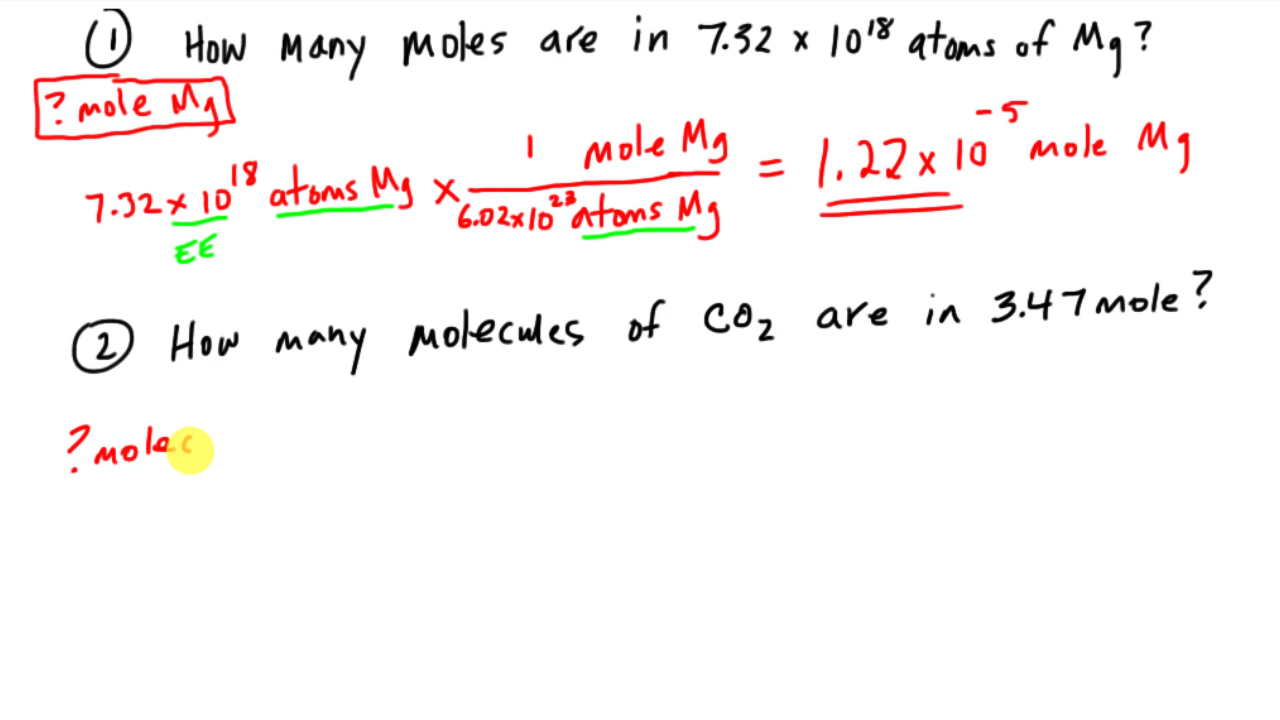 ① How many moles are in 7.32 x 10¹⁸ atoms of Mg?
? mole Mg
7.32 x 10¹⁸ atoms Mg x 1 mole Mg / 6.02x10²³ atoms Mg = 1.22 x 10⁻⁵ mole Mg
EE
② How many molecules of CO₂ are in 3.47 mole?
? molec